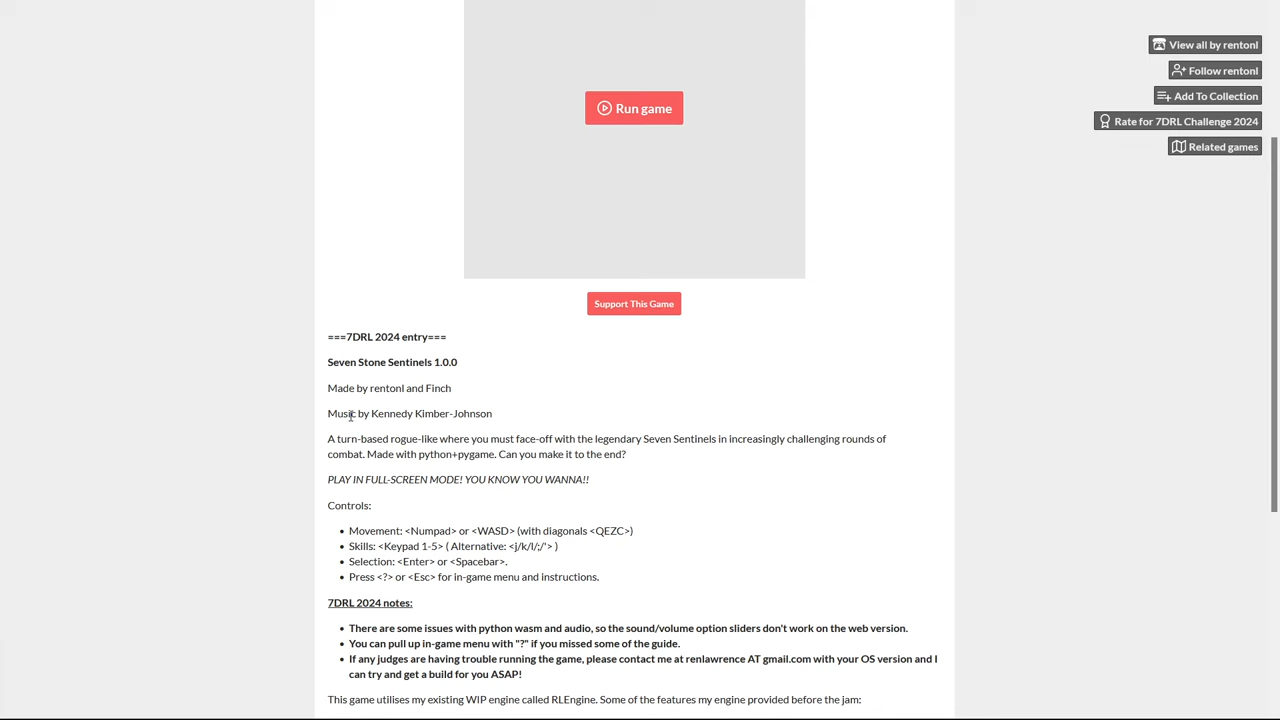 View all by rentonl
Follow rentonl
Add To Collection
Rate for 7DRL Challenge 2024
Related games
Run game
Support This Game
===7DRL 2024 entry===
Seven Stone Sentinels 1.0.0
Made by rentonl and Finch
Music by Kennedy Kimber-Johnson
A turn-based rogue-like where you must face-off with the legendary Seven Sentinels in increasingly challenging rounds of
combat. Made with python+pygame. Can you make it to the end?
PLAY IN FULL-SCREEN MODE! YOU KNOW YOU WANNA!!
Controls:
• Movement: <Numpad> or <WASD> (with diagonals <QEZC>)
• Skills: <Keypad 1-5> ( Alternative: <j/k/l/;/'> )
• Selection: <Enter> or <Spacebar>.
• Press <?> or <Esc> for in-game menu and instructions.
7DRL 2024 notes:
• There are some issues with python wasm and audio, so the sound/volume option sliders don't work on the web version.
• You can pull up in-game menu with "?" if you missed some of the guide.
• If any judges are having trouble running the game, please contact me at renlawrence AT gmail.com with your OS version and I
can try and get a build for you ASAP!
This game utilises my existing WIP engine called RLEngine. Some of the features my engine provided before the jam: